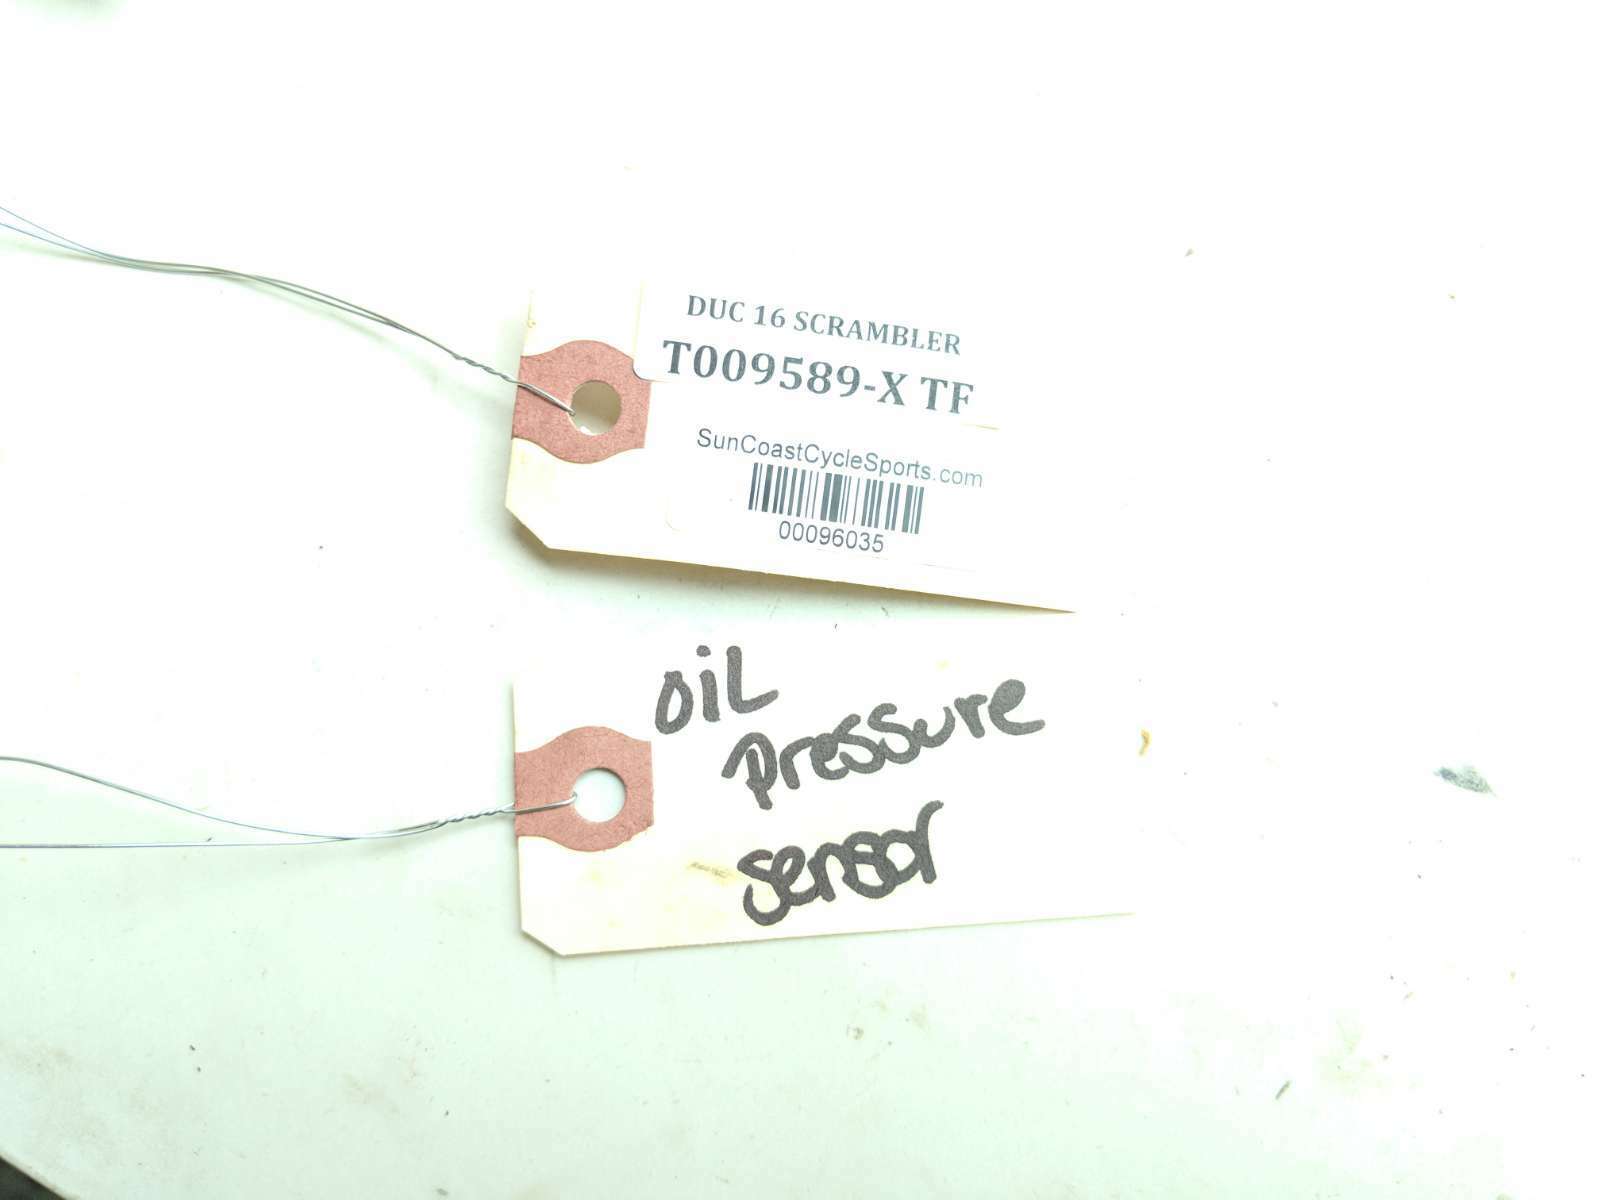 DUC 16 SCRAMBLER
T009589-X TF
SunCoastCycleSports.com
00096035
OiL
Pressure
Sensor